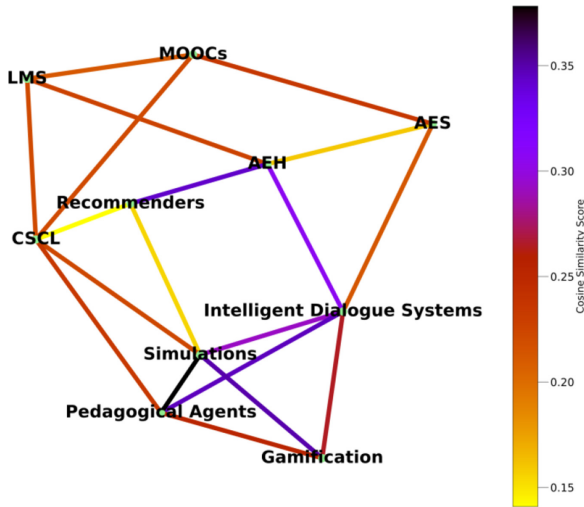 MOOCs
LMS
AES
AEH
Recommenders
CSCL
Intelligent Dialogue Systems
Simulations
Pedagogical Agents
Gamification
0.35
0.30
0.25
0.20
0.15
Cosine Similarity Score